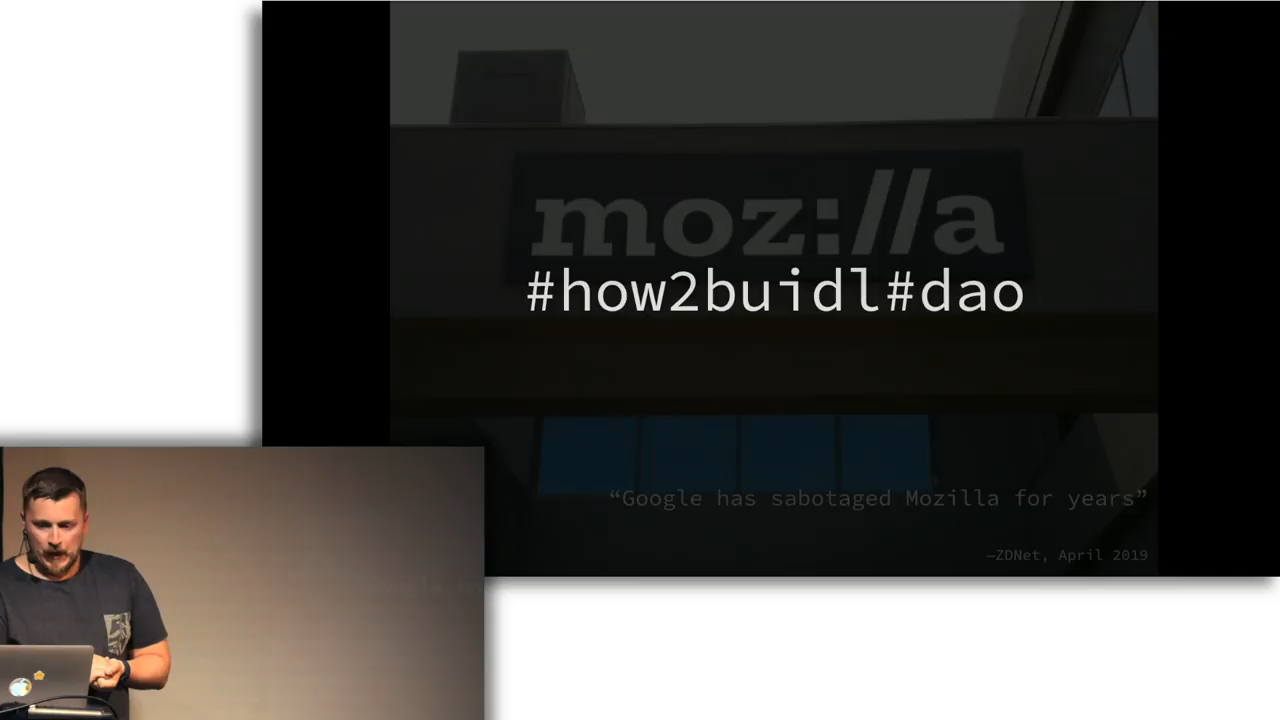 moz://a
#how2buidl#dao
“Google has sabotaged Mozilla for years”
—ZDNet, April 2019